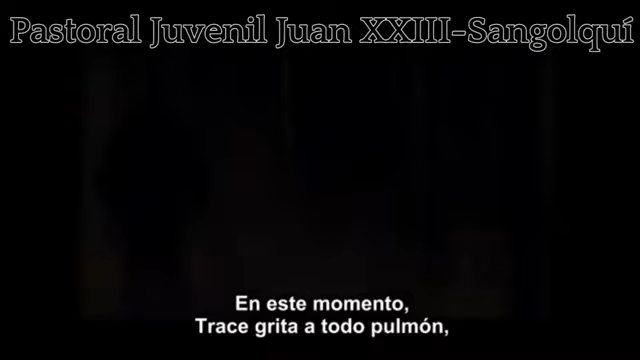 Pastoral Juvenil Juan XXIII-Sangolquí
En este momento,
Trace grita a todo pulmón,